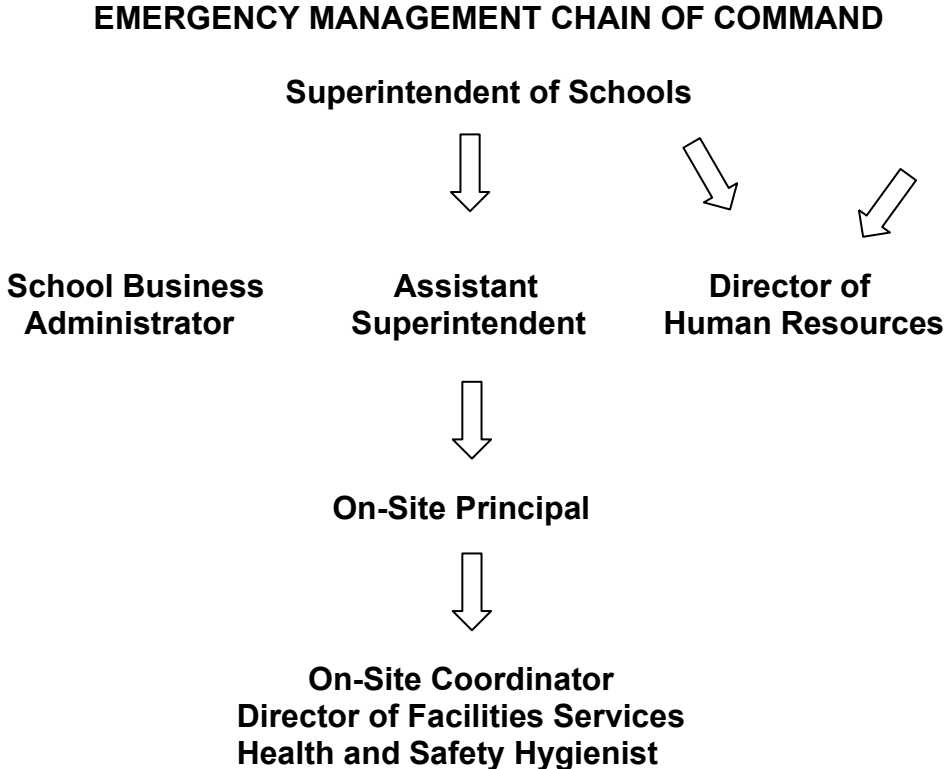 EMERGENCY MANAGEMENT CHAIN OF COMMAND
Superintendent of Schools
School Business
Administrator
Assistant
Superintendent
Director of
Human Resources
On-Site Principal
On-Site Coordinator
Director of Facilities Services
Health and Safety Hygienist